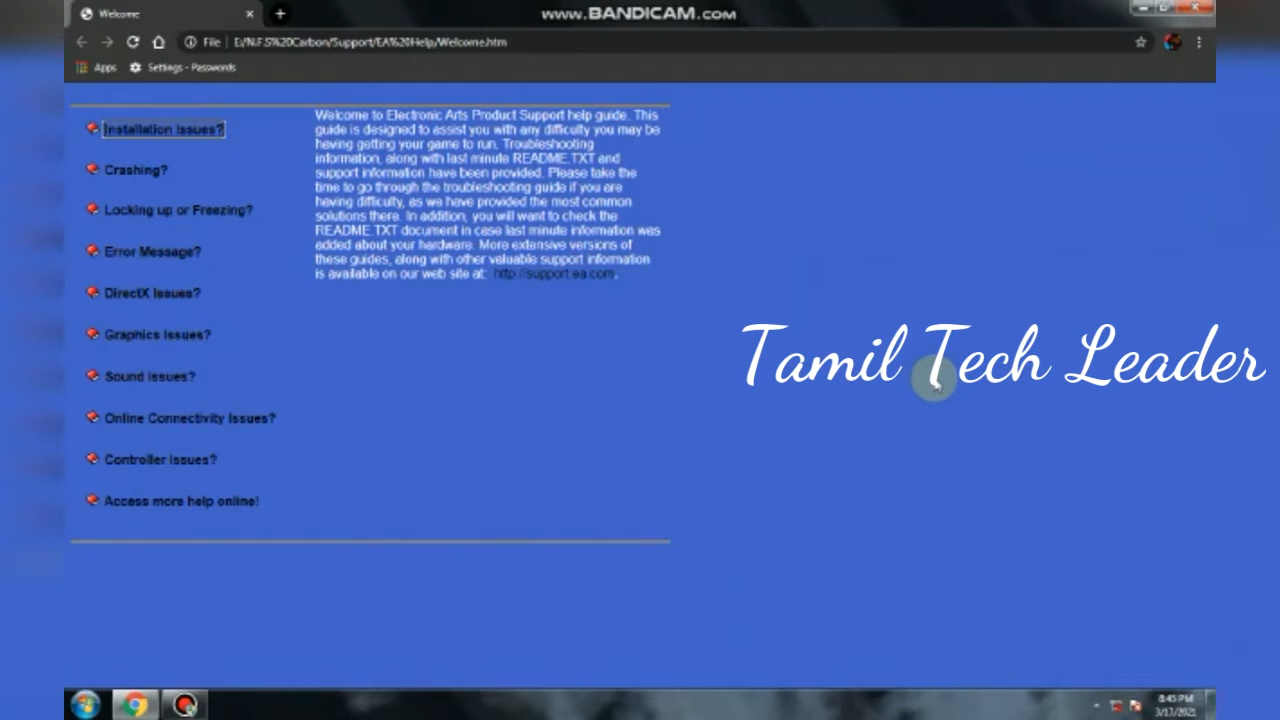 Welcome
www.BANDICAM.com
File | E:/N.F.S%20Carbon/Support/EA%20Help/Welcome.htm
Apps Settings - Passwords
Installation Issues?
Crashing?
Locking up or Freezing?
Error Message?
DirectX Issues?
Graphics Issues?
Sound Issues?
Online Connectivity Issues?
Controller Issues?
Access more help online!
Welcome to Electronic Arts Product Support help guide. This
guide is designed to assist you with any difficulty you may be
having getting your game to run. Troubleshooting
information, along with last minute README.TXT and
support information have been provided. Please take the
time to go through the troubleshooting guide if you are
having difficulty, as we have provided the most common
solutions there. In addition, you will want to check the
README.TXT document in case last minute information was
added about your hardware. More extensive versions of
these guides, along with other valuable support information
is available on our web site at: http://support.ea.com.
Tamil Tech Leader
8:45 PM
3/17/2021